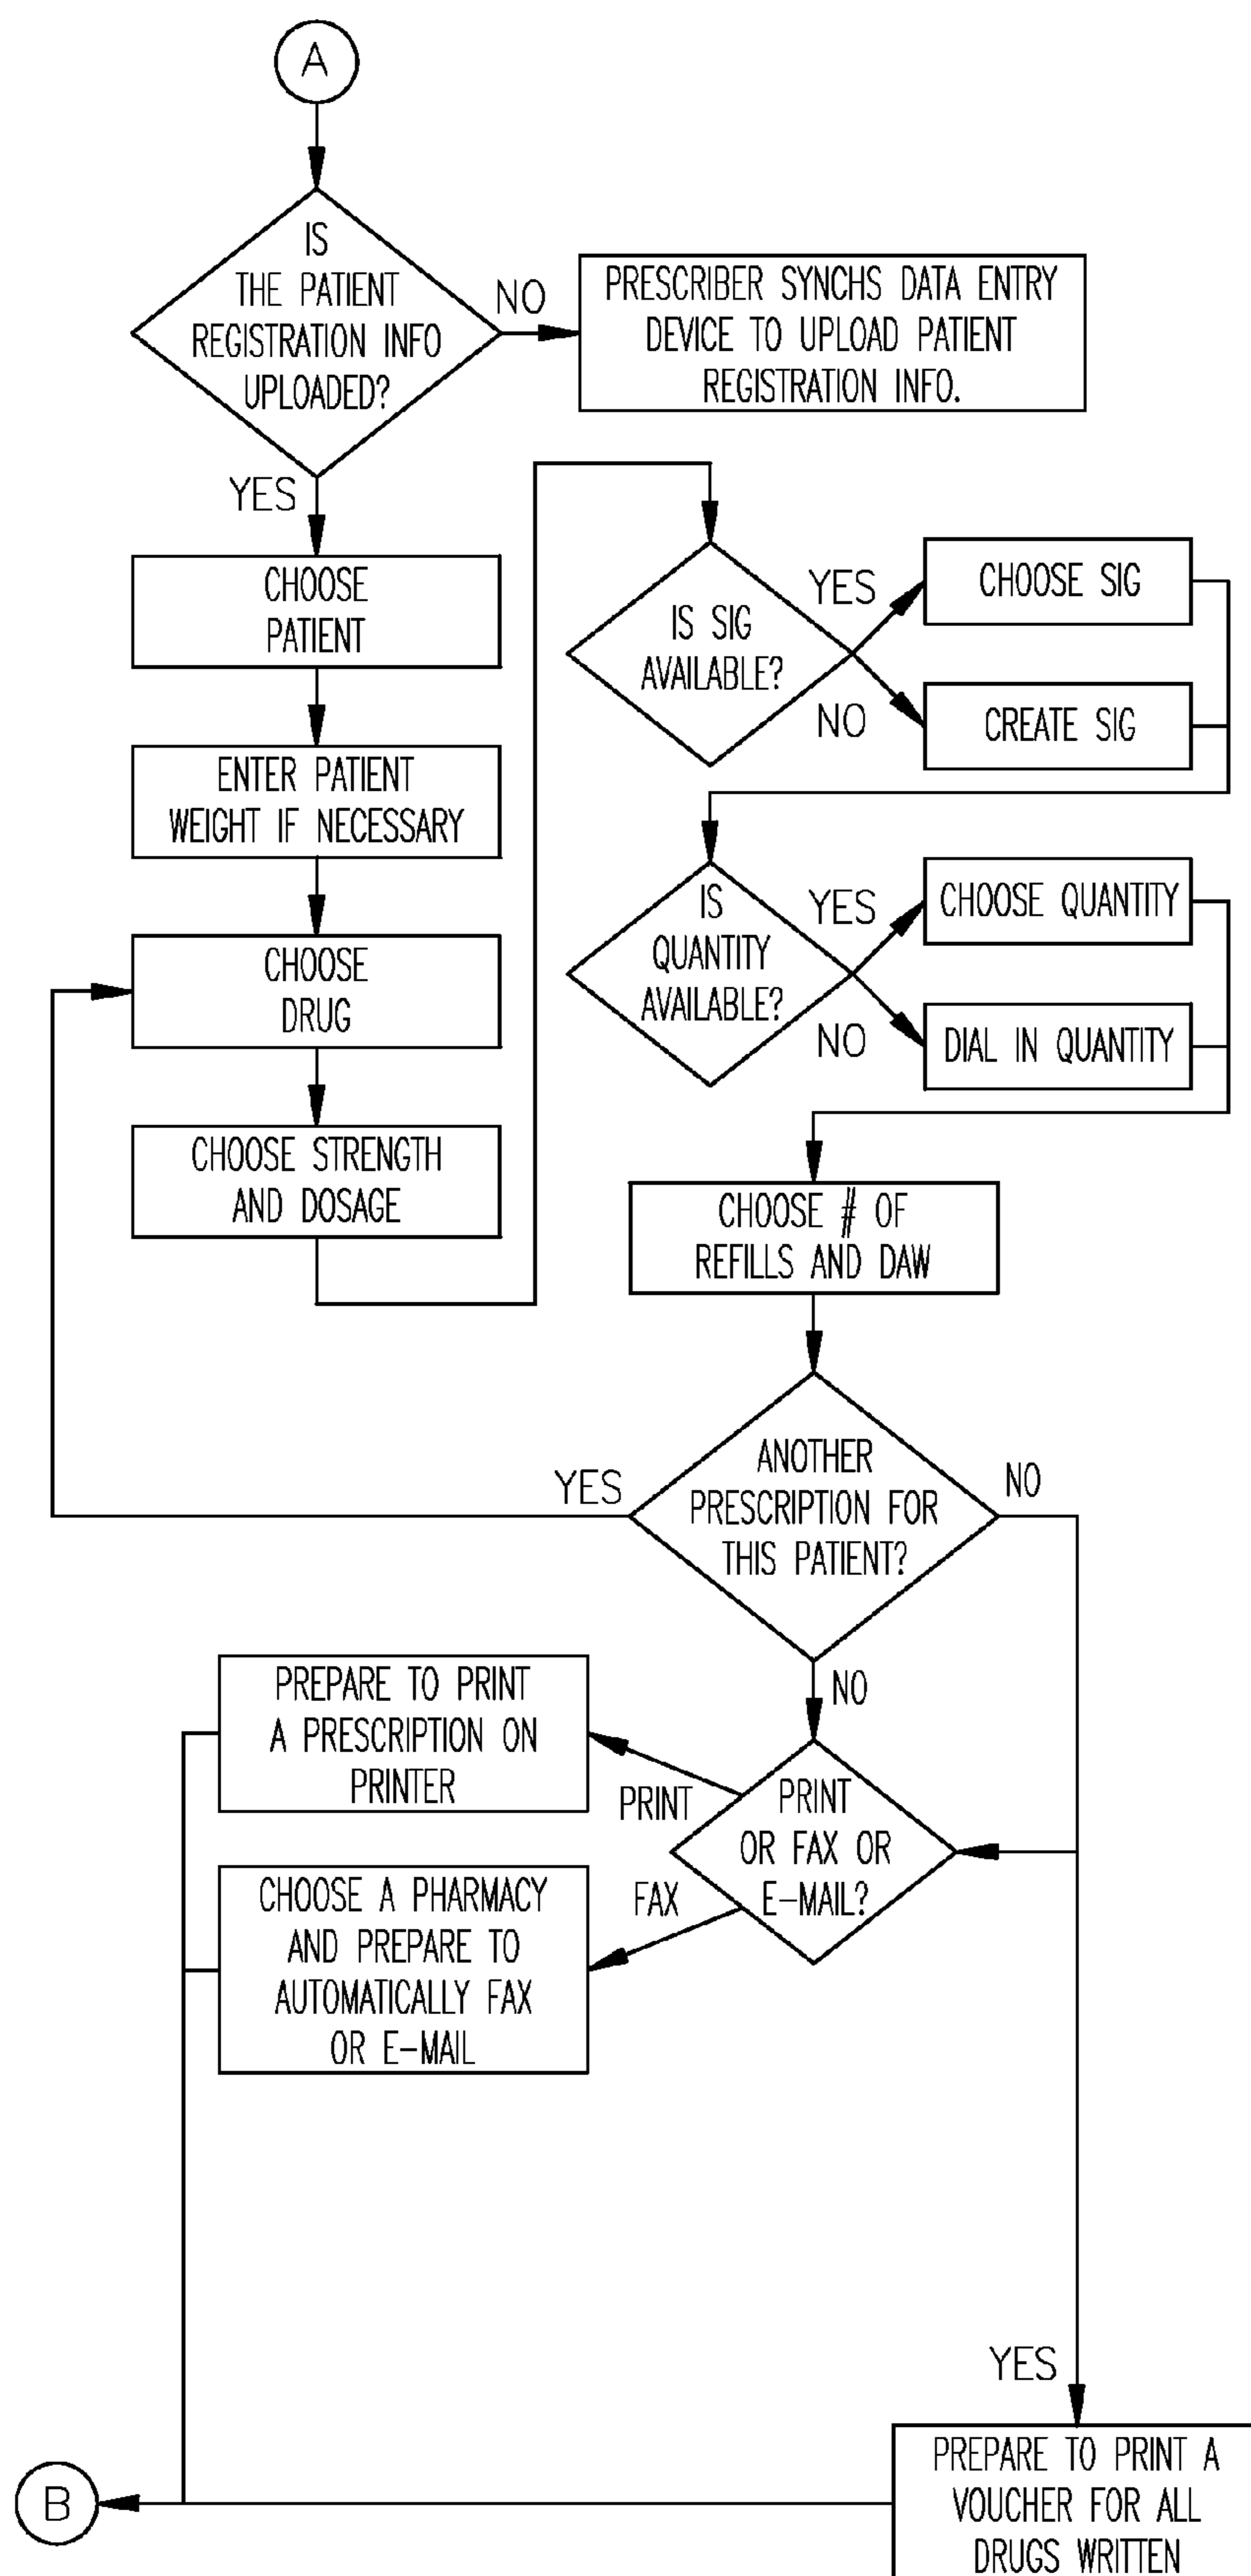 A
IS
THE PATIENT
REGISTRATION INFO
UPLOADED?
NO
PRESCRIBER SYNCHS DATA ENTRY
DEVICE TO UPLOAD PATIENT
REGISTRATION INFO.
YES
CHOOSE
PATIENT
ENTER PATIENT
WEIGHT IF NECESSARY
CHOOSE
DRUG
CHOOSE STRENGTH
AND DOSAGE
IS SIG
AVAILABLE?
YES
CHOOSE SIG
NO
CREATE SIG
IS
QUANTITY
AVAILABLE?
YES
CHOOSE QUANTITY
NO
DIAL IN QUANTITY
CHOOSE # OF
REFILLS AND DAW
ANOTHER
PRESCRIPTION FOR
THIS PATIENT?
YES
NO
NO
PRINT
OR FAX OR
E-MAIL?
PRINT
PREPARE TO PRINT
A PRESCRIPTION ON
PRINTER
FAX
CHOOSE A PHARMACY
AND PREPARE TO
AUTOMATICALLY FAX
OR E-MAIL
YES
PREPARE TO PRINT A
VOUCHER FOR ALL
DRUGS WRITTEN
B